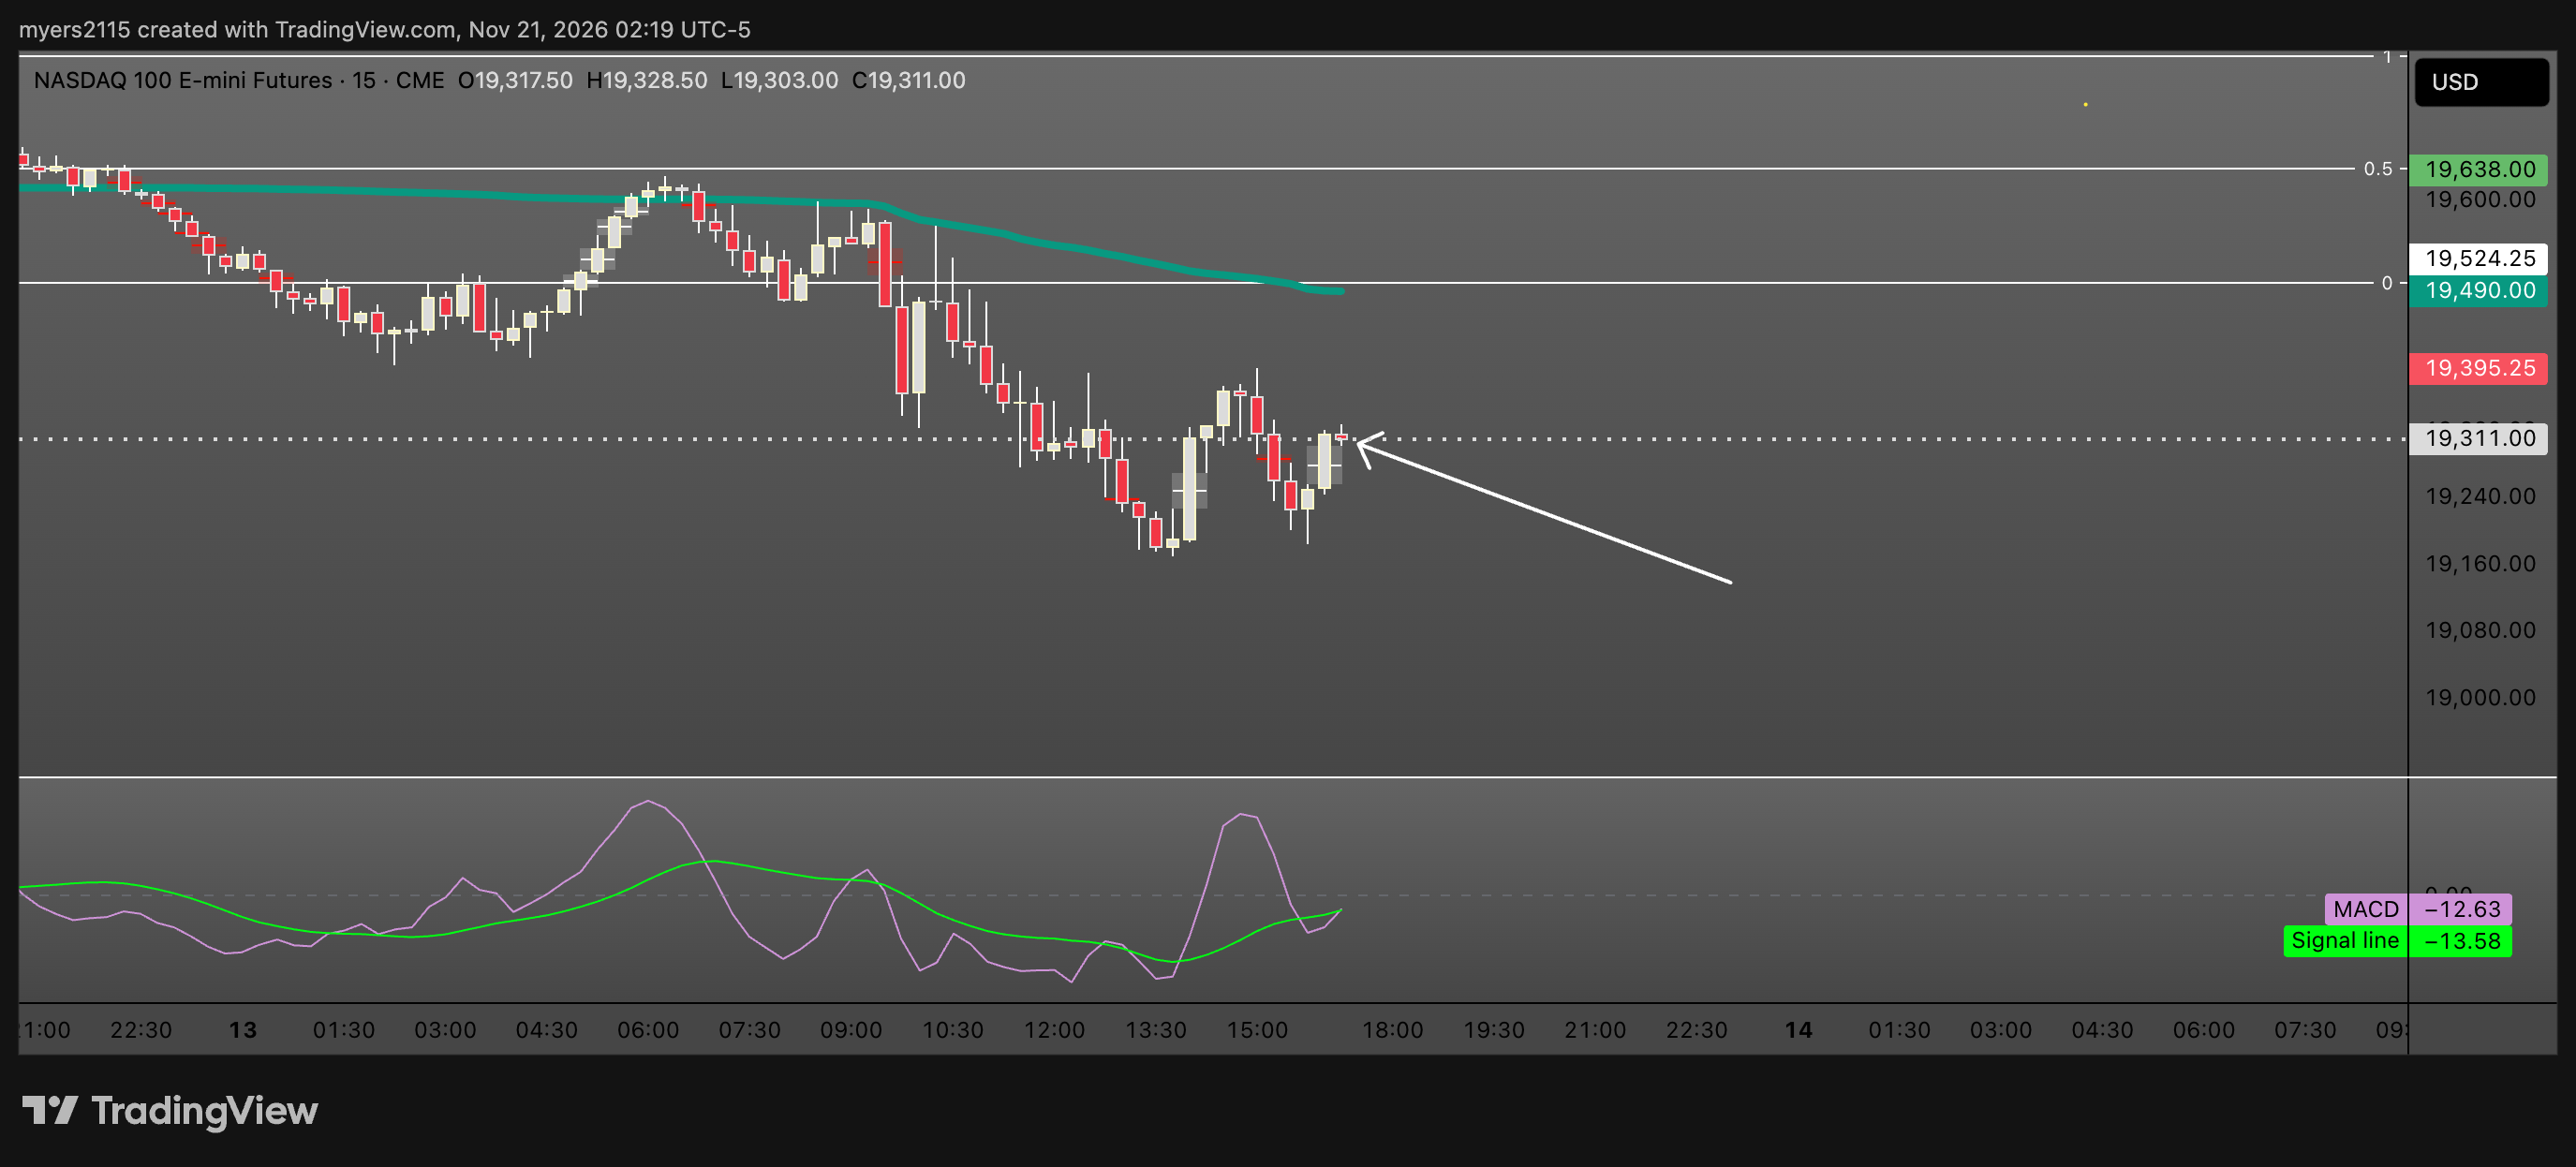 myers2115 created with TradingView.com, Nov 21, 2026 02:19 UTC-5
NASDAQ 100 E-mini Futures · 15 · CME O19,317.50 H19,328.50 L19,303.00 C19,311.00
1
USD
0.5
19,638.00
19,600.00
19,524.25
0
19,490.00
19,395.25
19,311.00
19,240.00
19,160.00
19,080.00
19,000.00
0.00
MACD −12.63
Signal line −13.58
1:00 22:30 13 01:30 03:00 04:30 06:00 07:30 09:00 10:30 12:00 13:30 15:00 18:00 19:30 21:00 22:30 14 01:30 03:00 04:30 06:00 07:30 09:
TradingView